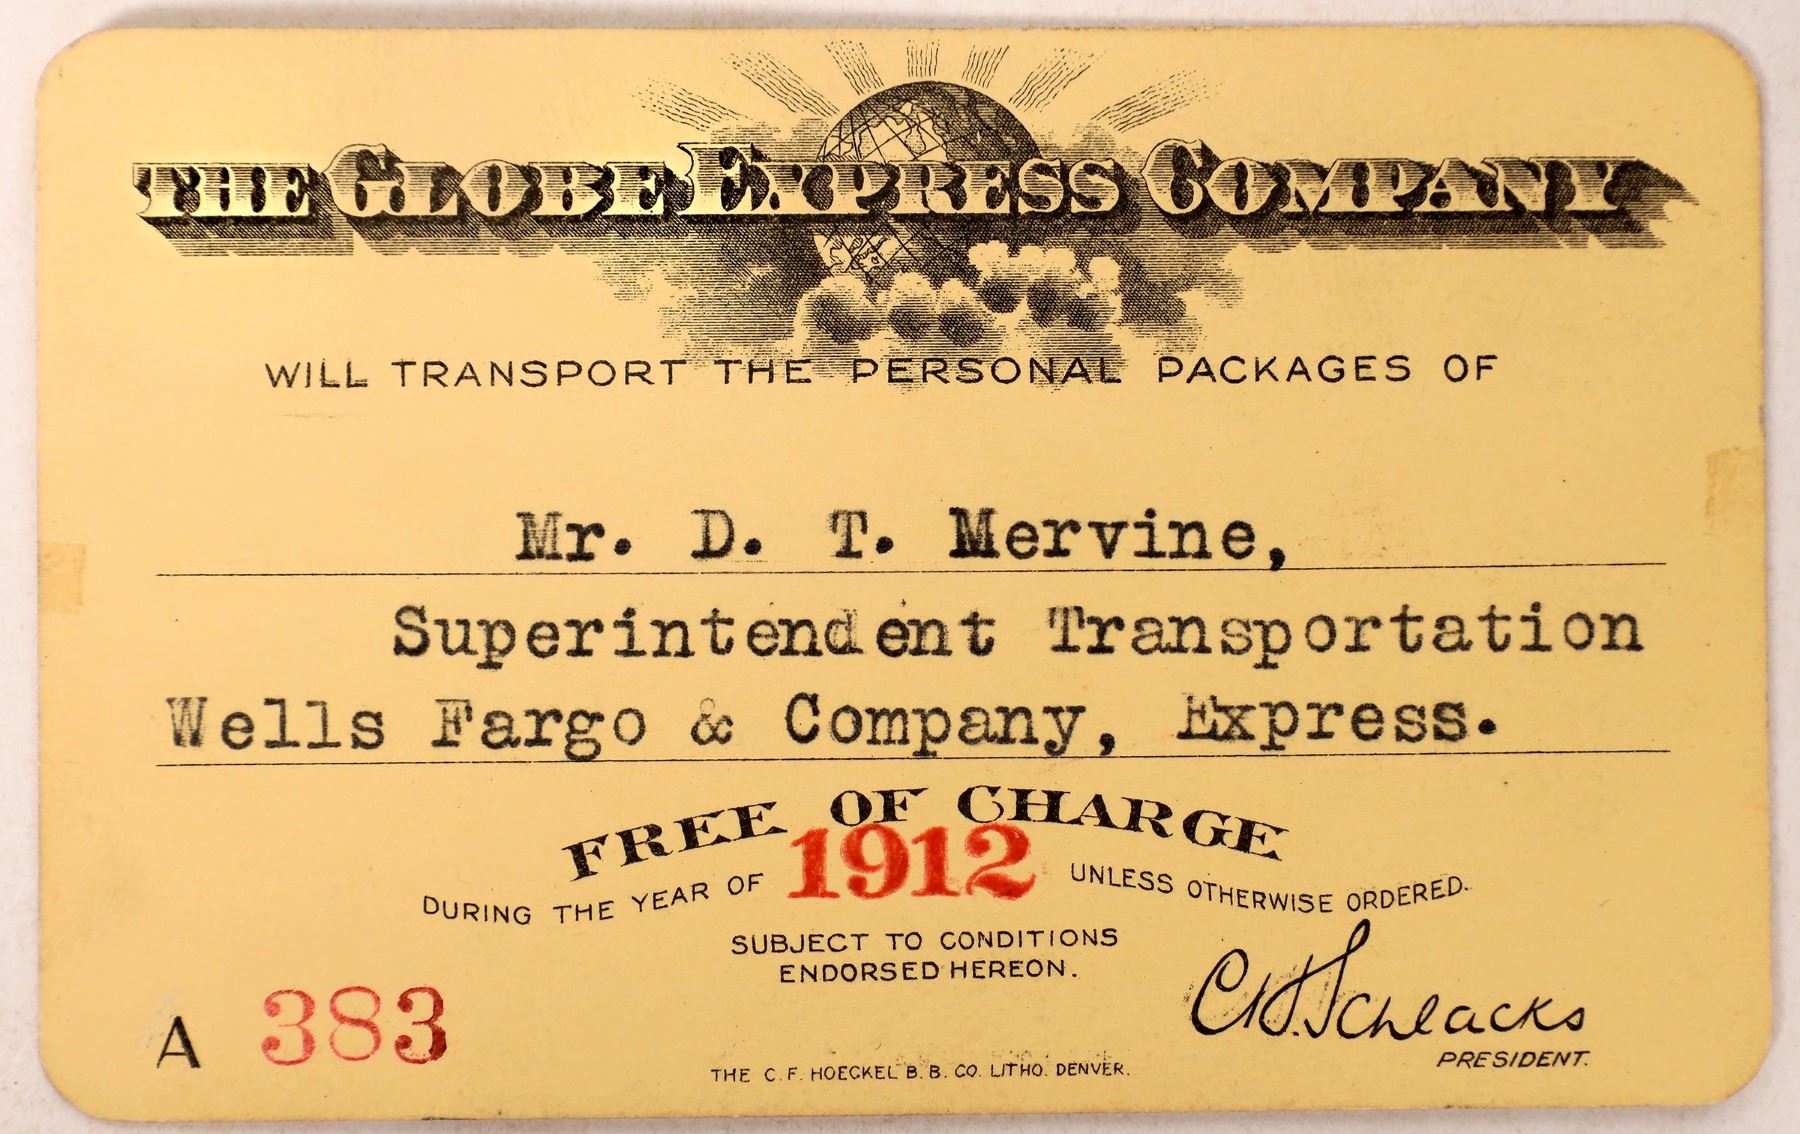 THE GLOBE EXPRESS COMPANY
WILL TRANSPORT THE PERSONAL PACKAGES OF
Mr. D. T. Mervine,
Superintendent Transportation
Wells Fargo & Company, Express.
FREE OF CHARGE
DURING THE YEAR OF 1912 UNLESS OTHERWISE ORDERED.
SUBJECT TO CONDITIONS
ENDORSED HEREON.
A 383
C. H. Schlacks
PRESIDENT.
THE C. F. HOECKEL B. B. CO. LITHO. DENVER.